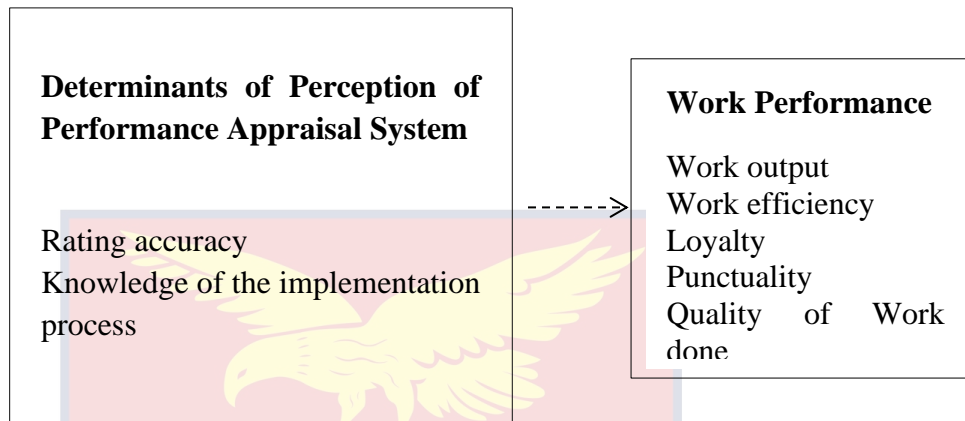 Determinants of Perception of
Performance Appraisal System
Rating accuracy
Knowledge of the implementation
process
Work Performance
Work output
Work efficiency
Loyalty
Punctuality
Quality of Work
done